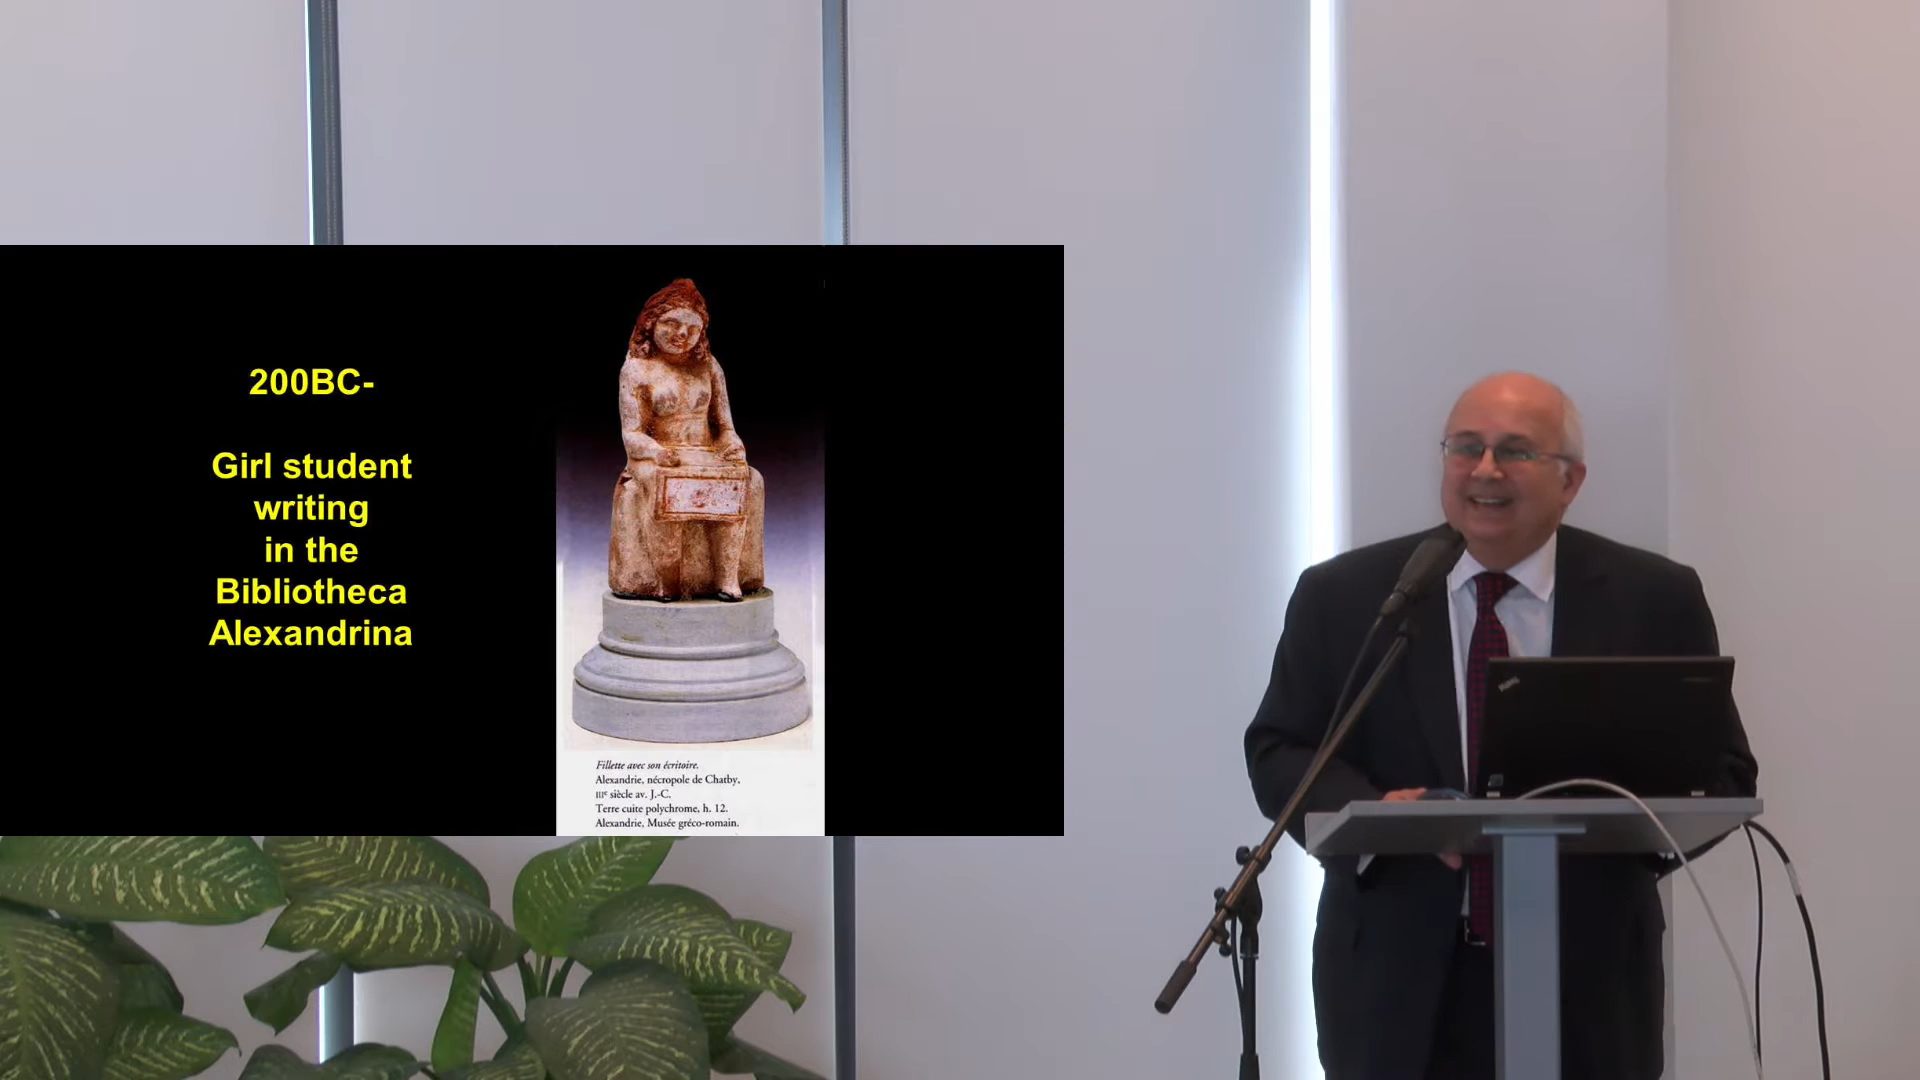 200BC-
Girl student
writing
in the
Bibliotheca
Alexandrina
Fillette avec son écritoire.
Alexandrie, nécropole de Chatby,
IIIᵉ siècle av. J.-C.
Terre cuite polychrome, h. 12.
Alexandrie, Musée gréco-romain.